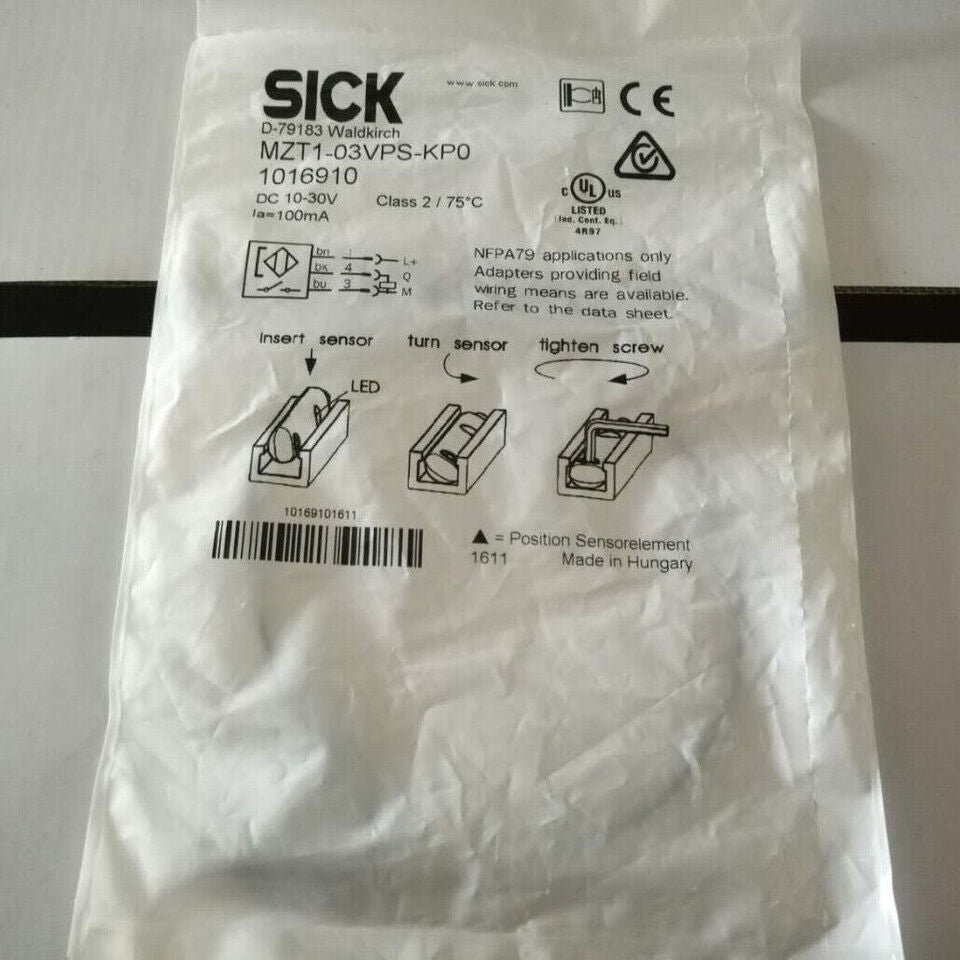 SICK
www.sick.com
CE
D-79183 Waldkirch
MZT1-03VPS-KP0
1016910
DC 10-30V
Class 2 / 75°C
Ia=100mA
c UL us
LISTED
(Ind. Cont. Eq.)
4R97
bn 1 L+
bk 4 Q
bu 3 M
NFPA79 applications only
Adapters providing field
wiring means are available.
Refer to the data sheet.
Insert sensor
turn sensor
tighten screw
LED
10169101611
▲ = Position Sensorelement
1611
Made in Hungary